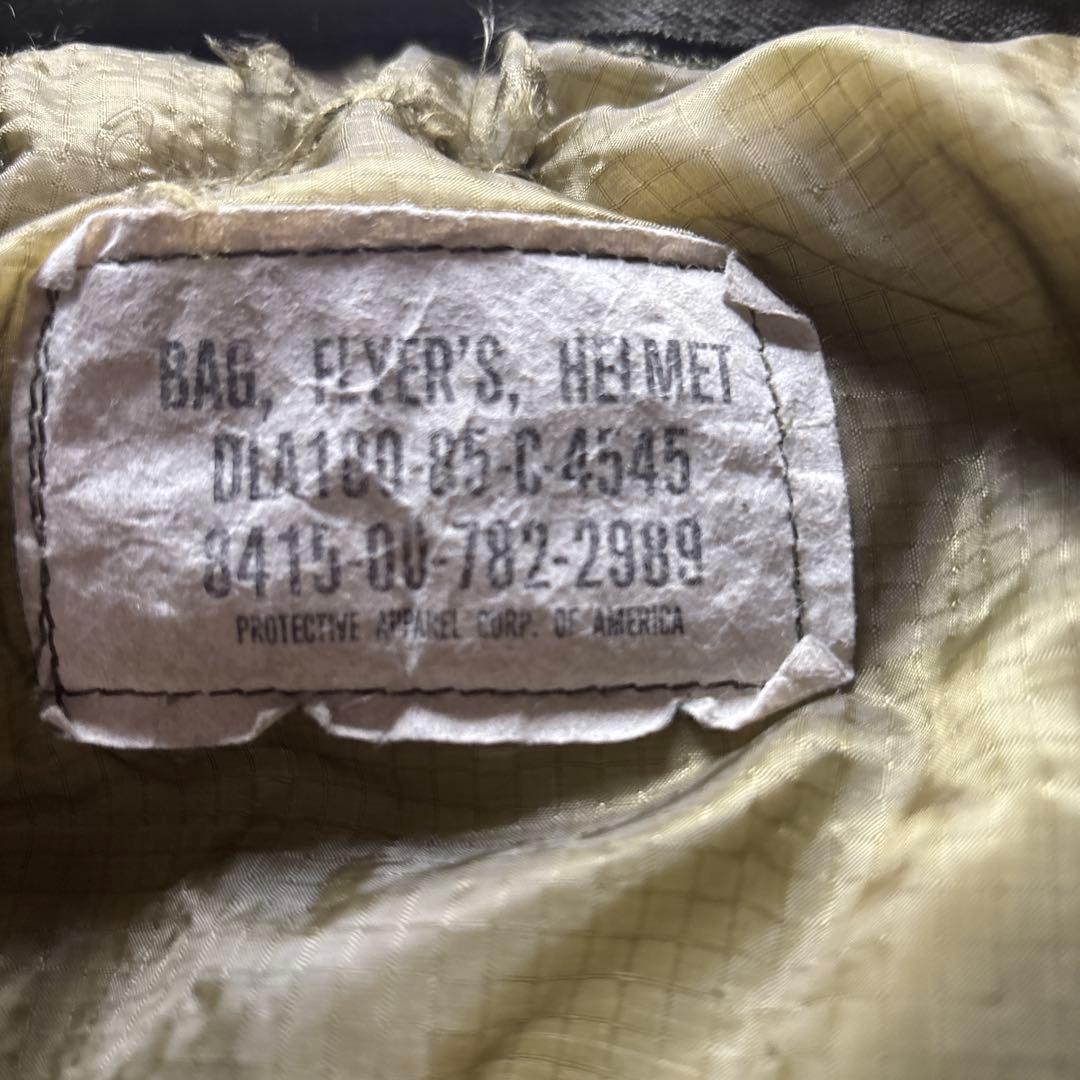 BAG, FLYER'S, HELMET
DLA100-85-C-4545
8415-00-782-2989
PROTECTIVE APPAREL CORP. OF AMERICA